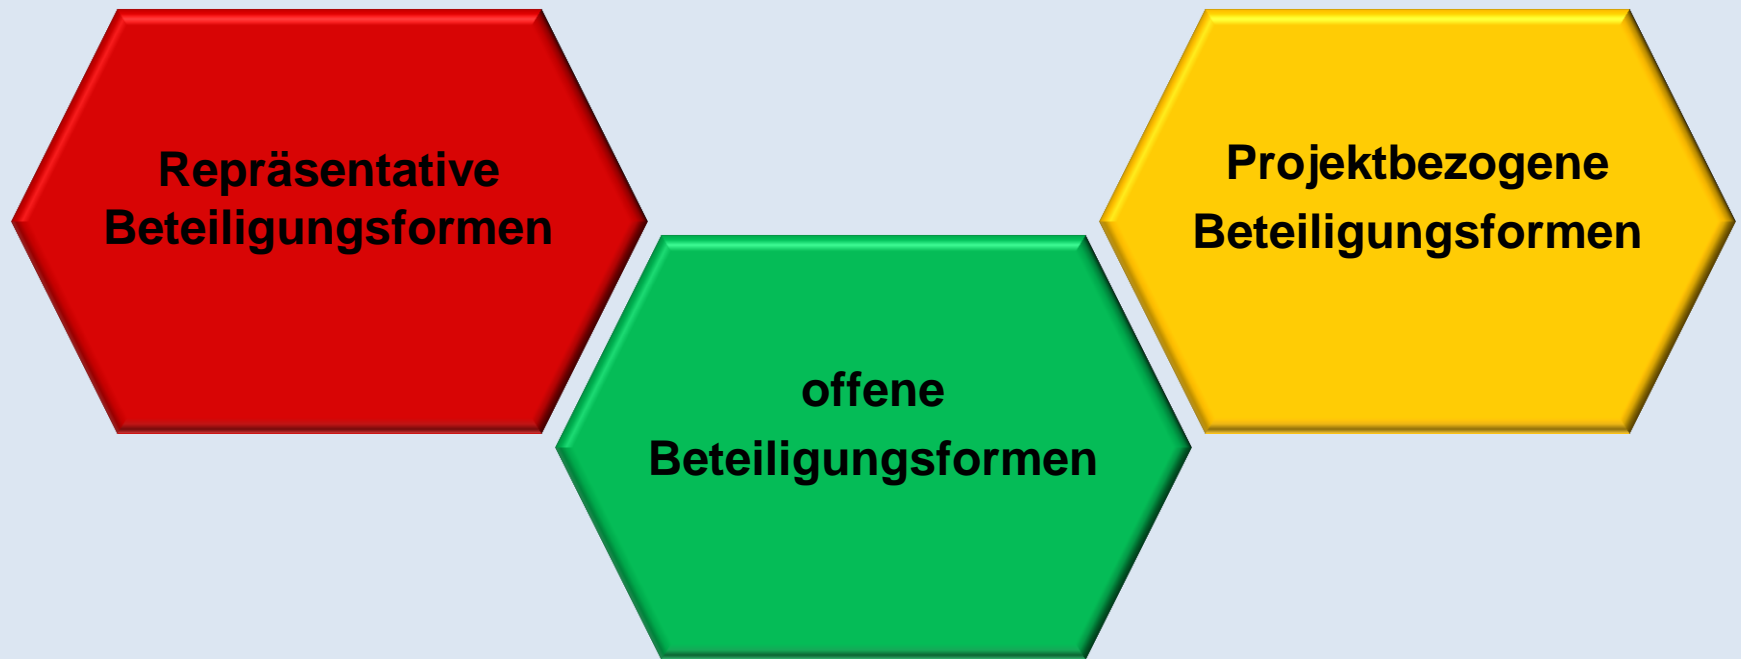 Repräsentative
Beteiligungsformen
offene
Beteiligungsformen
Projektbezogene
Beteiligungsformen